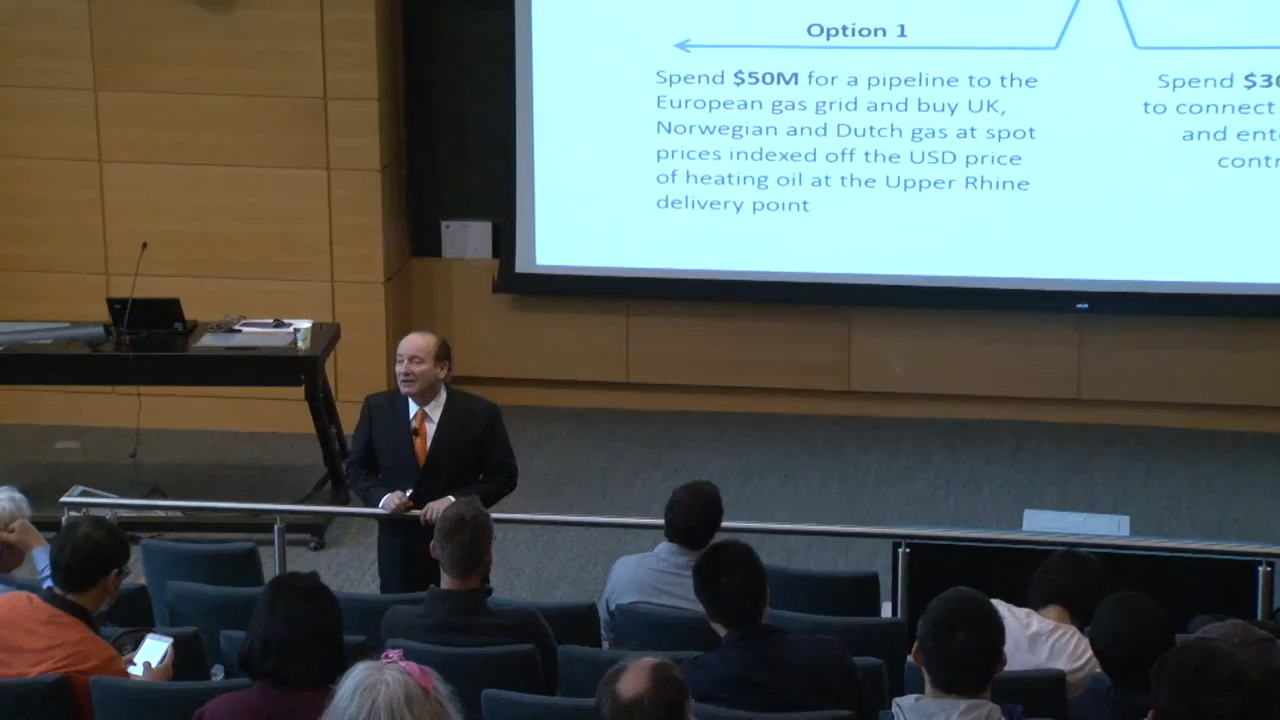 Option 1
Spend $50M for a pipeline to the
European gas grid and buy UK,
Norwegian and Dutch gas at spot
prices indexed off the USD price
of heating oil at the Upper Rhine
delivery point
Spend
to connect
and